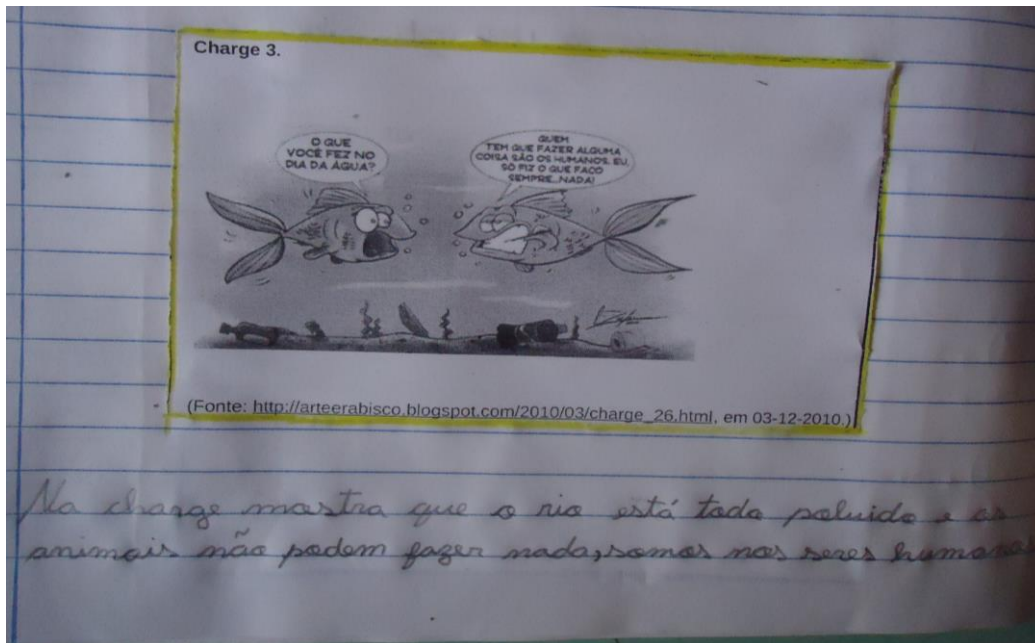 Charge 3.
O QUE
VOCÊ FEZ NO
DIA DA ÁGUA?
QUEM
TEM QUE FAZER ALGUMA
COISA SÃO OS HUMANOS. EU,
SÓ FIZ O QUE FAÇO
SEMPRE...NADA!
(Fonte: http://arteerabisco.blogspot.com/2010/03/charge_26.html, em 03-12-2010.)
Na charge mostra que o rio está todo poluido e os
animais não podem fazer nada, somos nos seres humanos